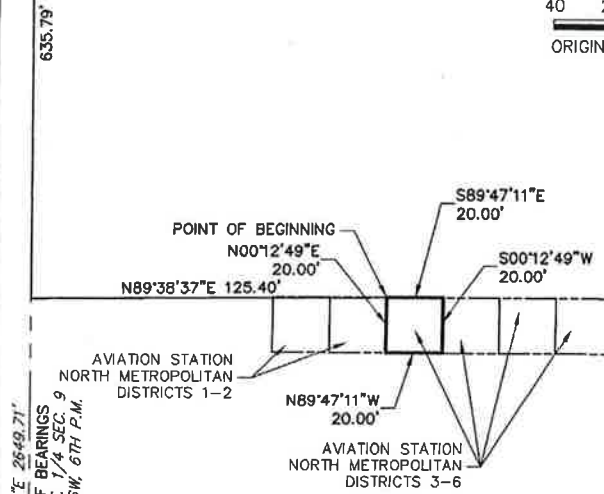 635.79'
40
ORIGIN
S89°47'11"E
20.00'
POINT OF BEGINNING
N00°12'49"E
20.00'
S00°12'49"W
20.00'
N89°38'37"E 125.40'
AVIATION STATION
NORTH METROPOLITAN
DISTRICTS 1-2
N89°47'11"W
20.00'
AVIATION STATION
NORTH METROPOLITAN
DISTRICTS 3-6
"E 2649.71'
F BEARINGS
1/4 SEC. 9
W, 6TH P.M.